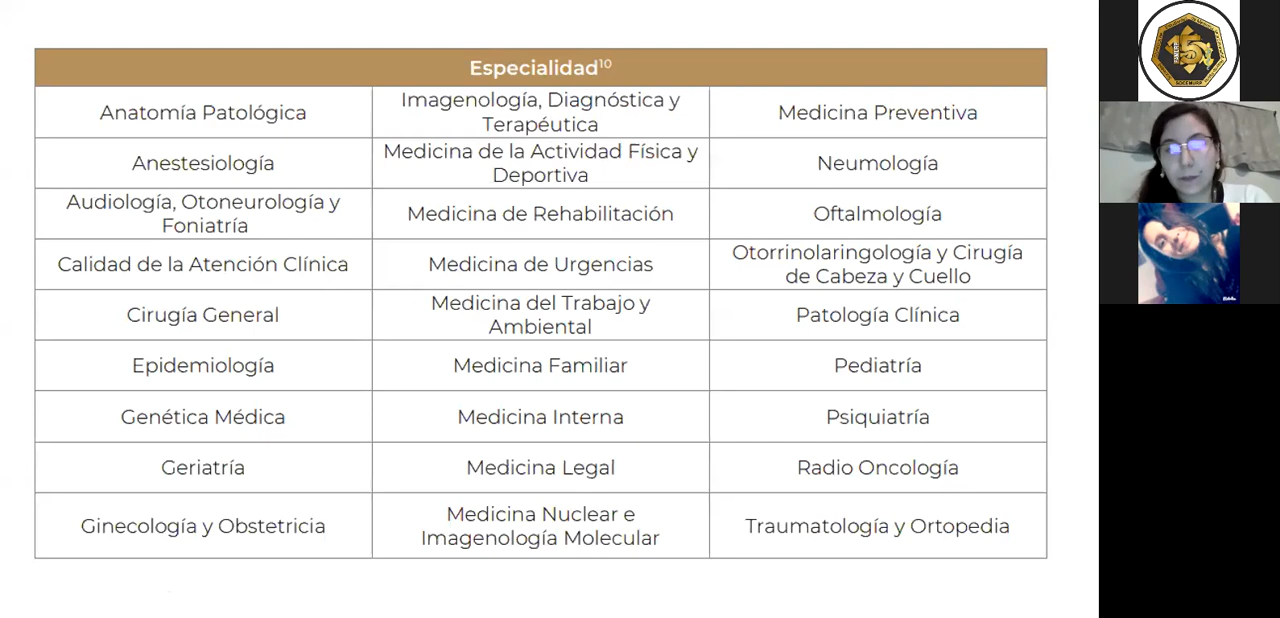 Especialidad¹⁰
Anatomía Patológica
Imagenología, Diagnóstica y
Terapéutica
Medicina Preventiva
Anestesiología
Medicina de la Actividad Física y
Deportiva
Neumología
Audiología, Otoneurología y
Foniatría
Medicina de Rehabilitación
Oftalmología
Calidad de la Atención Clínica
Medicina de Urgencias
Otorrinolaringología y Cirugía
de Cabeza y Cuello
Cirugía General
Medicina del Trabajo y
Ambiental
Patología Clínica
Epidemiología
Medicina Familiar
Pediatría
Genética Médica
Medicina Interna
Psiquiatría
Geriatría
Medicina Legal
Radio Oncología
Ginecología y Obstetricia
Medicina Nuclear e
Imagenología Molecular
Traumatología y Ortopedia
15
SOCEMURP